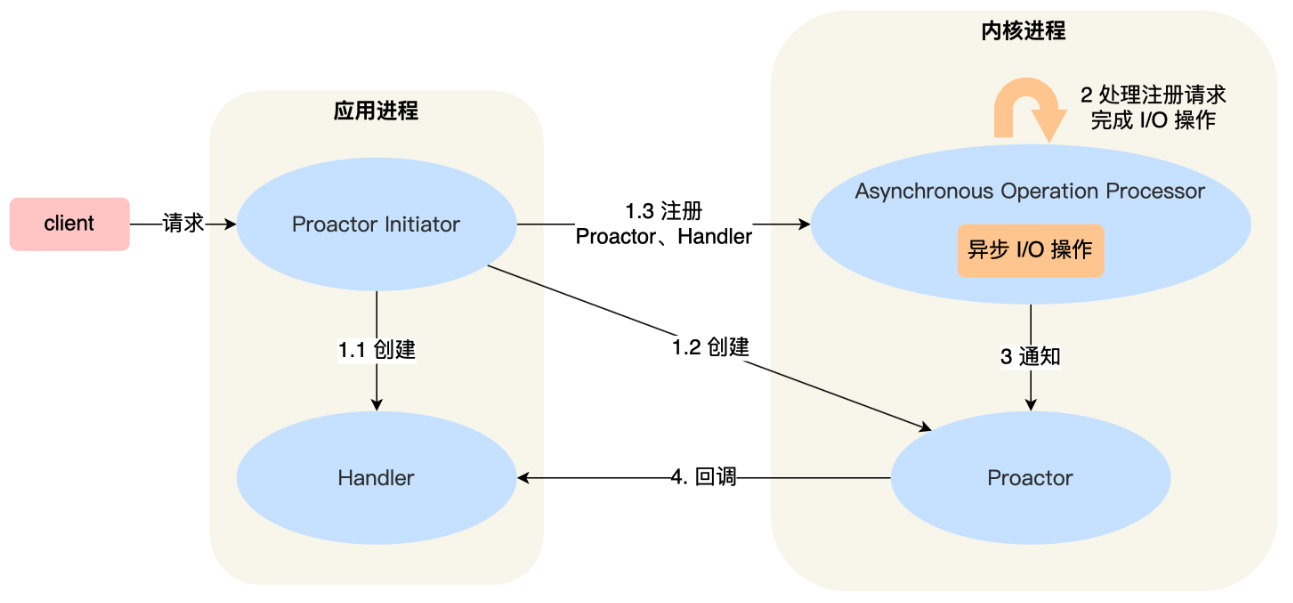 内核进程
应用进程
2 处理注册请求
完成 I/O 操作
client
请求
Proactor Initiator
1.3 注册
Proactor、Handler
Asynchronous Operation Processor
异步 I/O 操作
1.1 创建
1.2 创建
3 通知
Handler
4. 回调
Proactor